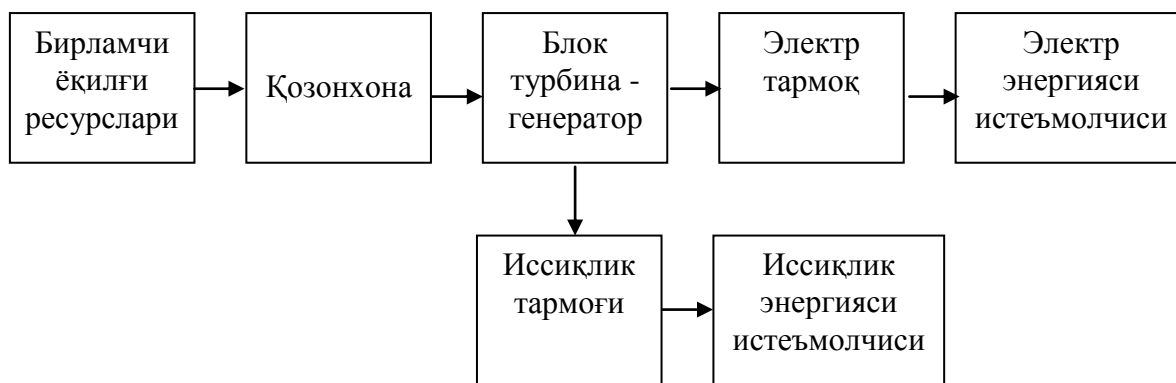 Бирламчи
ёқилғи
ресурслари
Қозонхона
Блок
турбина -
генератор
Электр
тармоқ
Электр
энергияси
истеъмолчиси
Иссиқлик
тармоғи
Иссиқлик
энергияси
истеъмолчиси